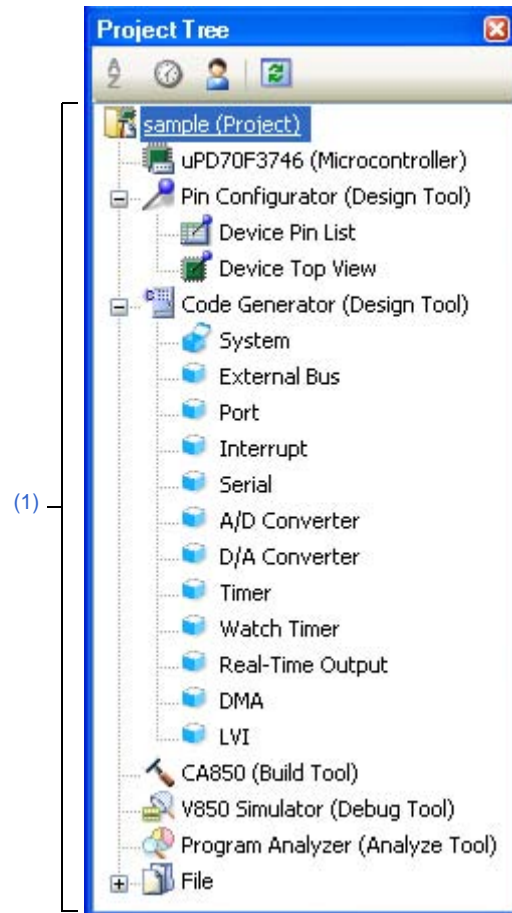 Project Tree
sample (Project)
uPD70F3746 (Microcontroller)
Pin Configurator (Design Tool)
Device Pin List
Device Top View
Code Generator (Design Tool)
System
External Bus
Port
Interrupt
Serial
(1)
A/D Converter
D/A Converter
Timer
Watch Timer
Real-Time Output
DMA
LVI
CA850 (Build Tool)
V850 Simulator (Debug Tool)
Program Analyzer (Analyze Tool)
File